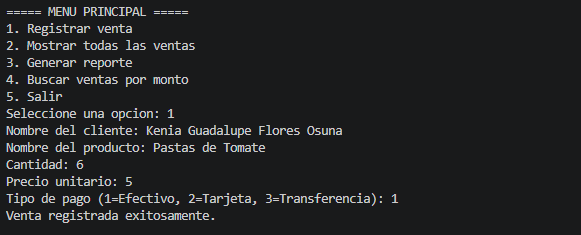 ===== MENU PRINCIPAL =====
1. Registrar venta
2. Mostrar todas las ventas
3. Generar reporte
4. Buscar ventas por monto
5. Salir
Seleccione una opcion: 1
Nombre del cliente: Kenia Guadalupe Flores Osuna
Nombre del producto: Pastas de Tomate
Cantidad: 6
Precio unitario: 5
Tipo de pago (1=Efectivo, 2=Tarjeta, 3=Transferencia): 1
Venta registrada exitosamente.